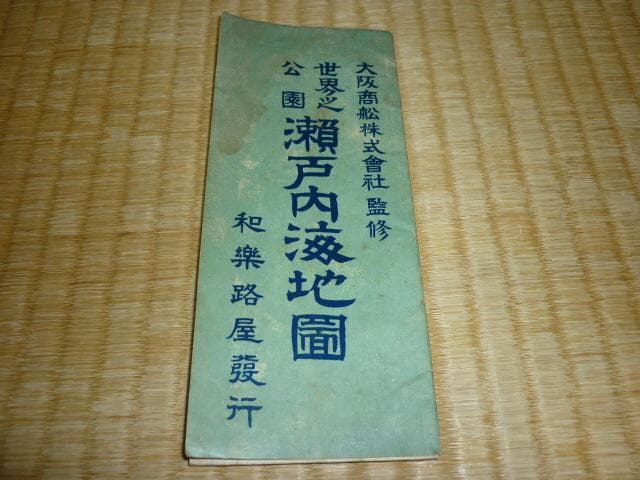 大阪商舩株式會社監修
世界之
公園
瀬戸内海地圖
和樂路屋發行